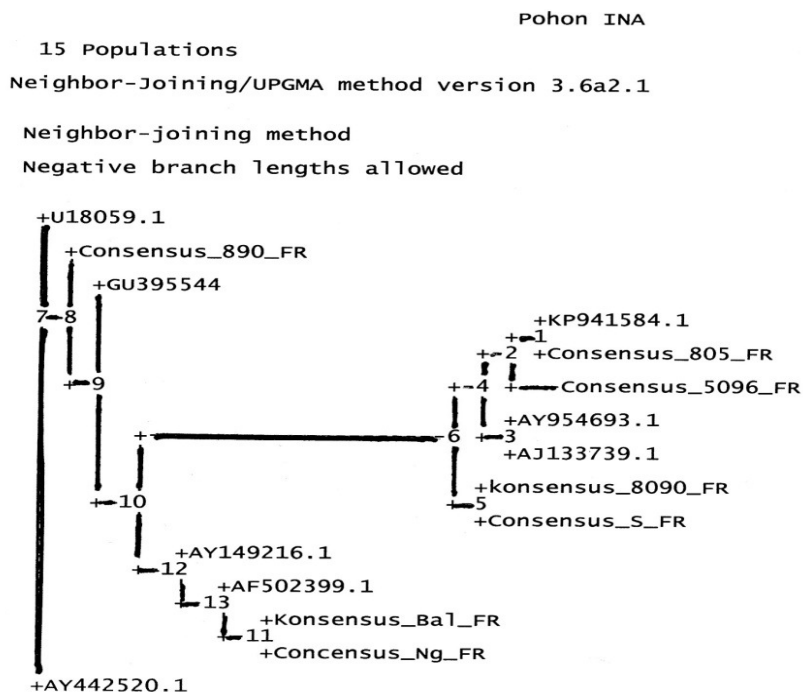 Pohon INA
15 Populations
Neighbor-Joining/UPGMA method version 3.6a2.1
Neighbor-joining method
Negative branch lengths allowed
+U18059.1
+Consensus_890_FR
+GU395544
7-8
+KP941584.1
+-1
+-2 +Consensus_805_FR
+-9
+-4 +----Consensus_5096_FR
+AY954693.1
+-----------------------6 +-3
+AJ133739.1
+konsensus_8090_FR
+-10
+-5
+Consensus_S_FR
+AY149216.1
+--12
+AF502399.1
+-13
+Konsensus_Bal_FR
+-11
+Concensus_Ng_FR
+AY442520.1